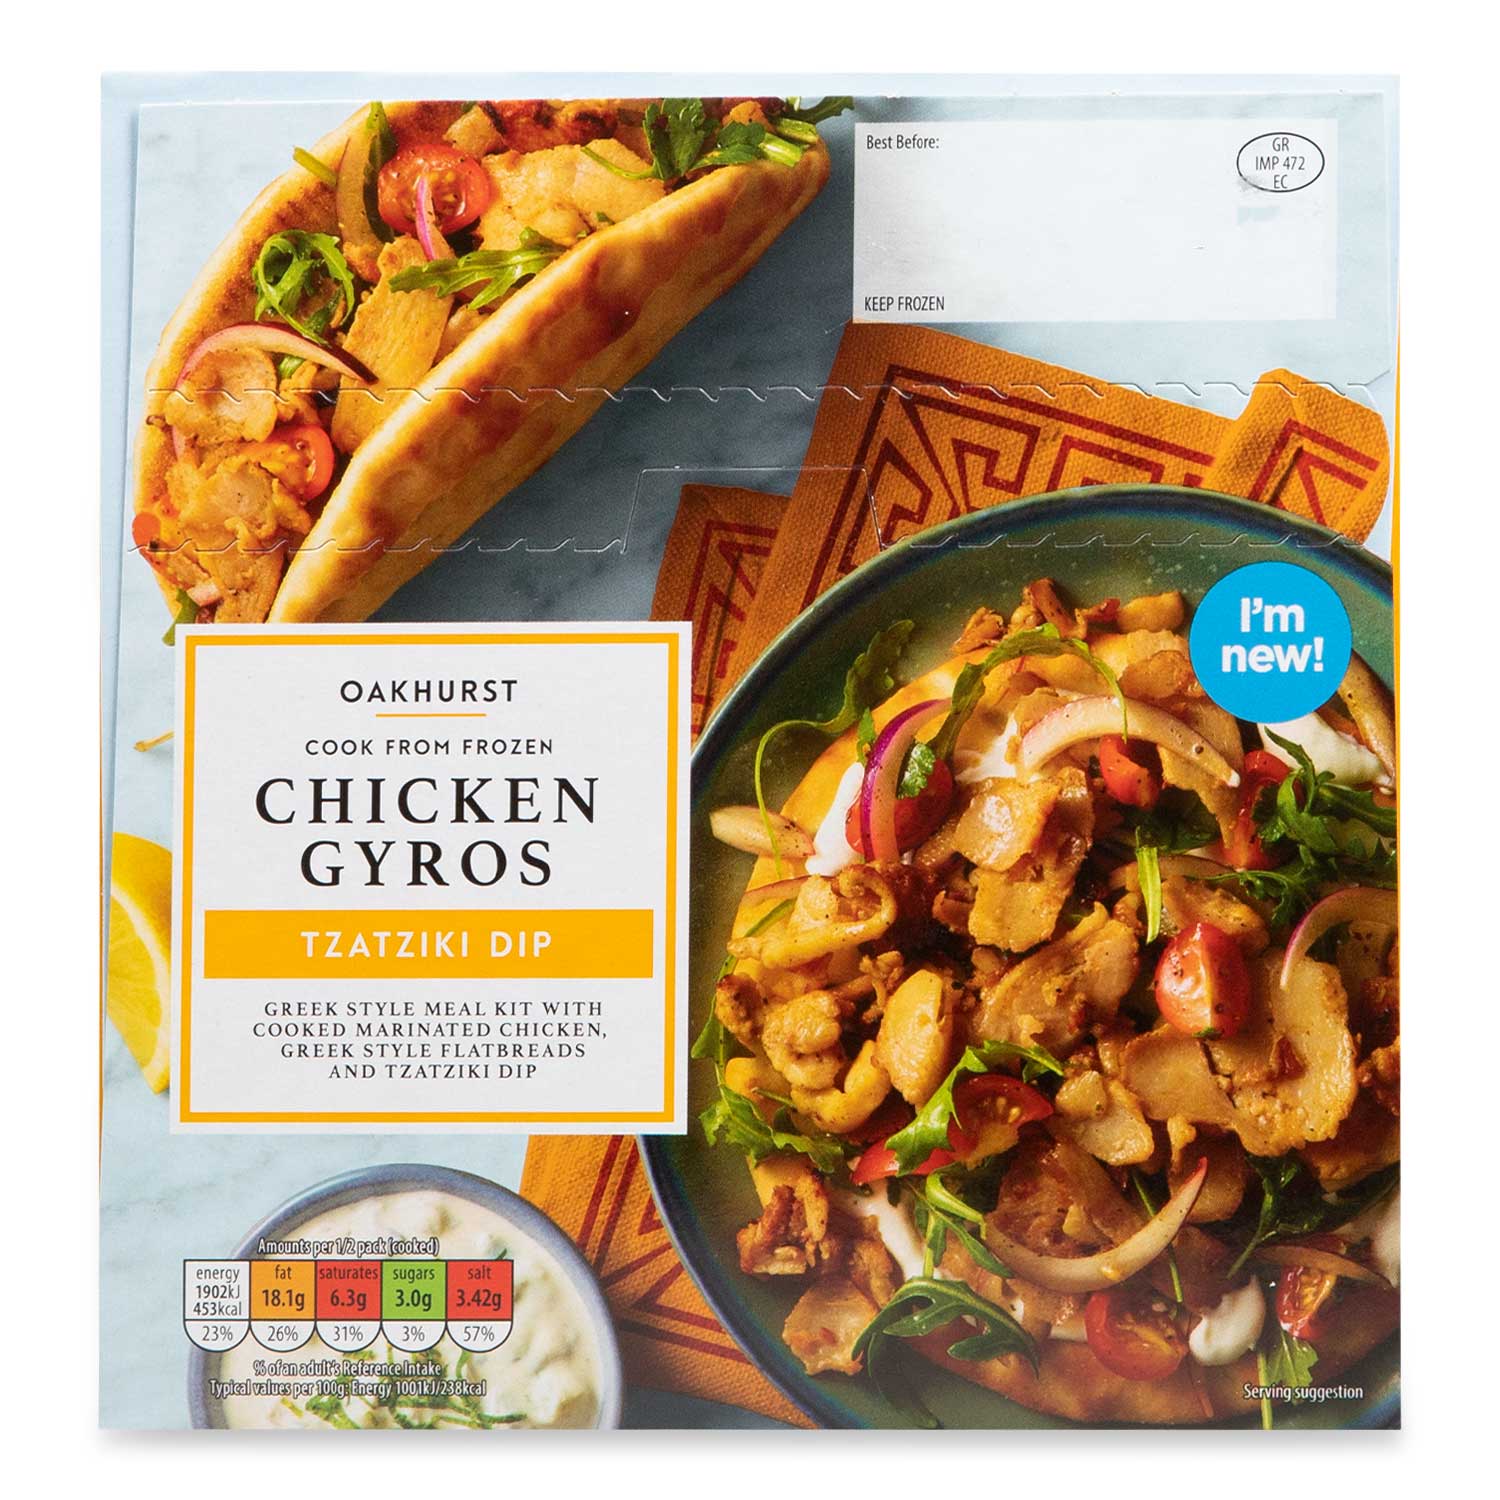 Best Before:
GR
IMP 472
EC
KEEP FROZEN
I'm
new!
OAKHURST
COOK FROM FROZEN
CHICKEN
GYROS
TZATZIKI DIP
GREEK STYLE MEAL KIT WITH
COOKED MARINATED CHICKEN,
GREEK STYLE FLATBREADS
AND TZATZIKI DIP
Amounts per 1/2 pack (cooked)
energy fat saturates sugars salt
1902kJ 18.1g 6.3g 3.0g 3.42g
453kcal
23% 26% 31% 3% 57%
% of an adult's Reference Intake
Typical values per 100g: Energy 1001kJ/238kcal
Serving suggestion